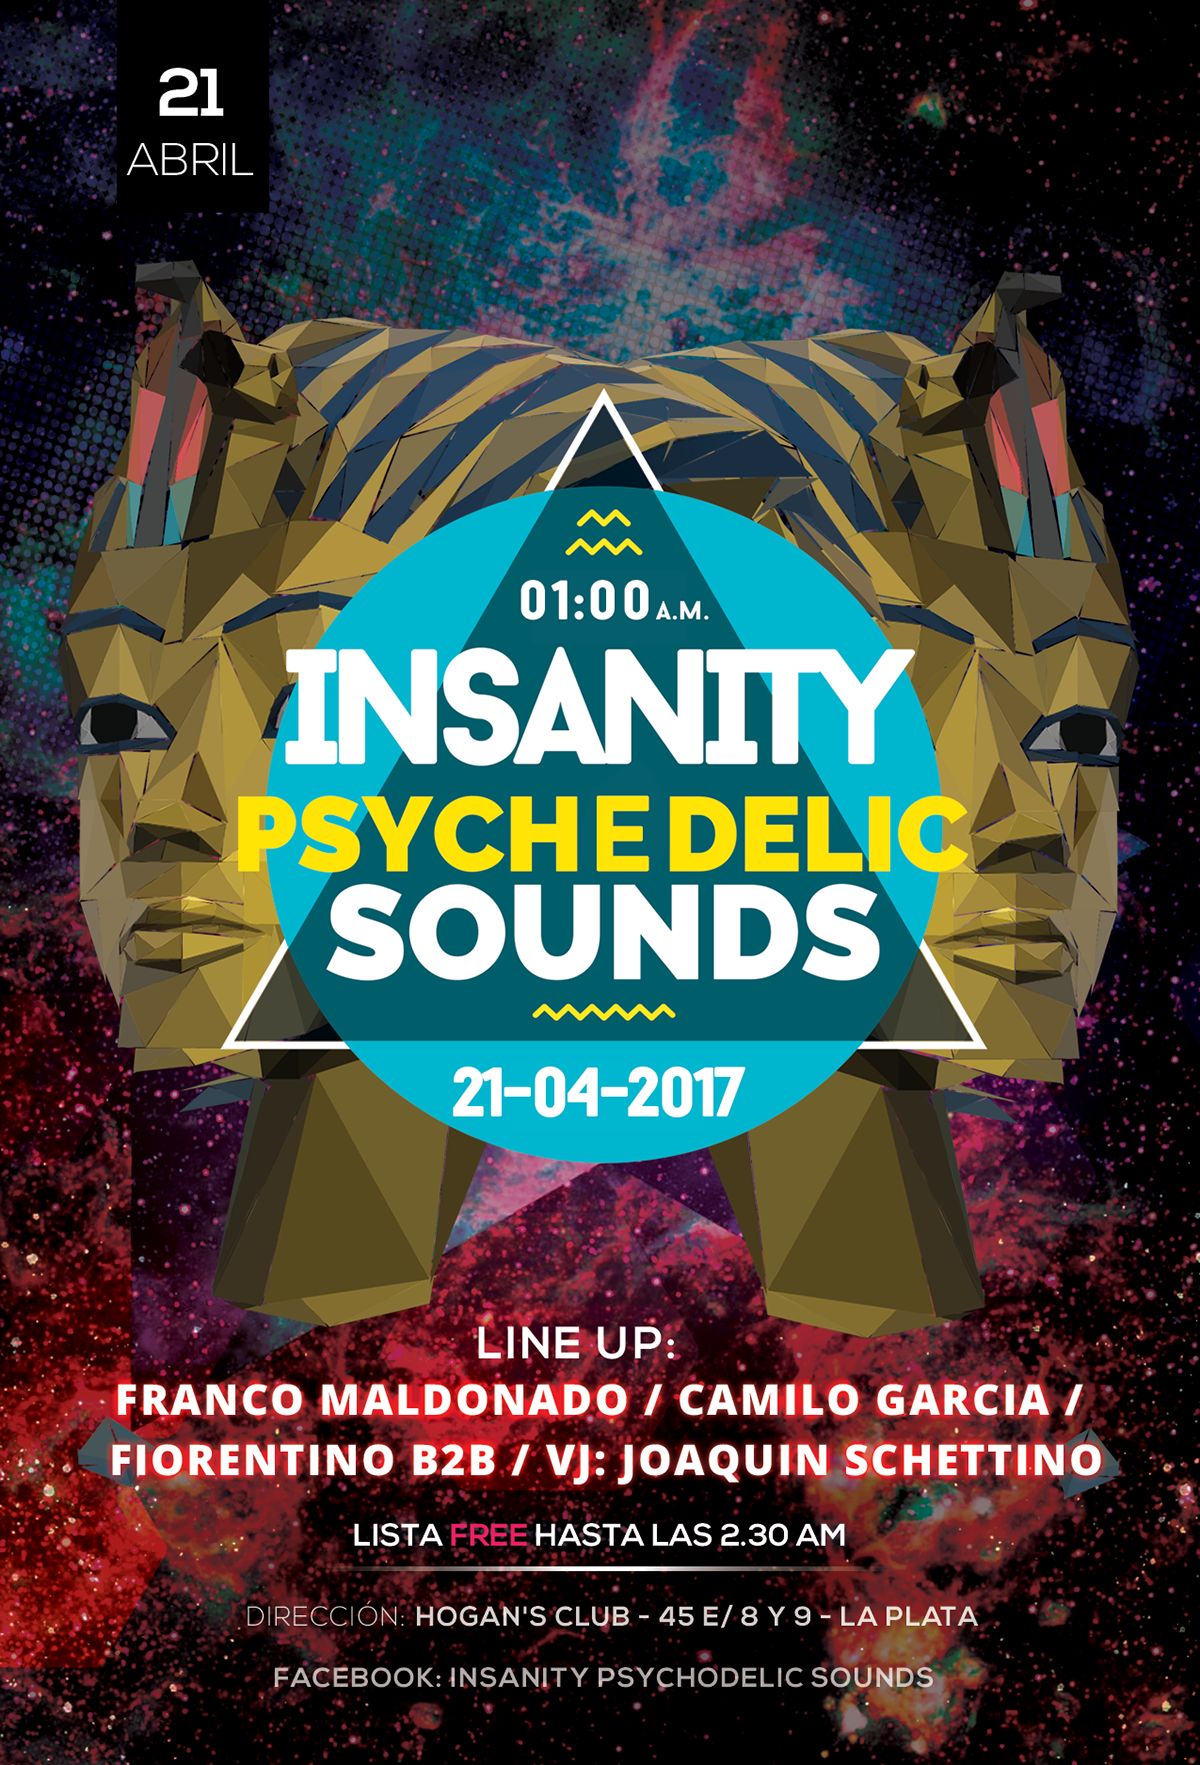 21
ABRIL
01:00 A.M.
INSANITY
PSYCHEDELIC
SOUNDS
21-04-2017
LINE UP:
FRANCO MALDONADO / CAMILO GARCIA /
FIORENTINO B2B / VJ: JOAQUIN SCHETTINO
LISTA FREE HASTA LAS 2.30 AM
DIRECCIÓN: HOGAN'S CLUB - 45 E/ 8 Y 9 - LA PLATA
FACEBOOK: INSANITY PSYCHODELIC SOUNDS